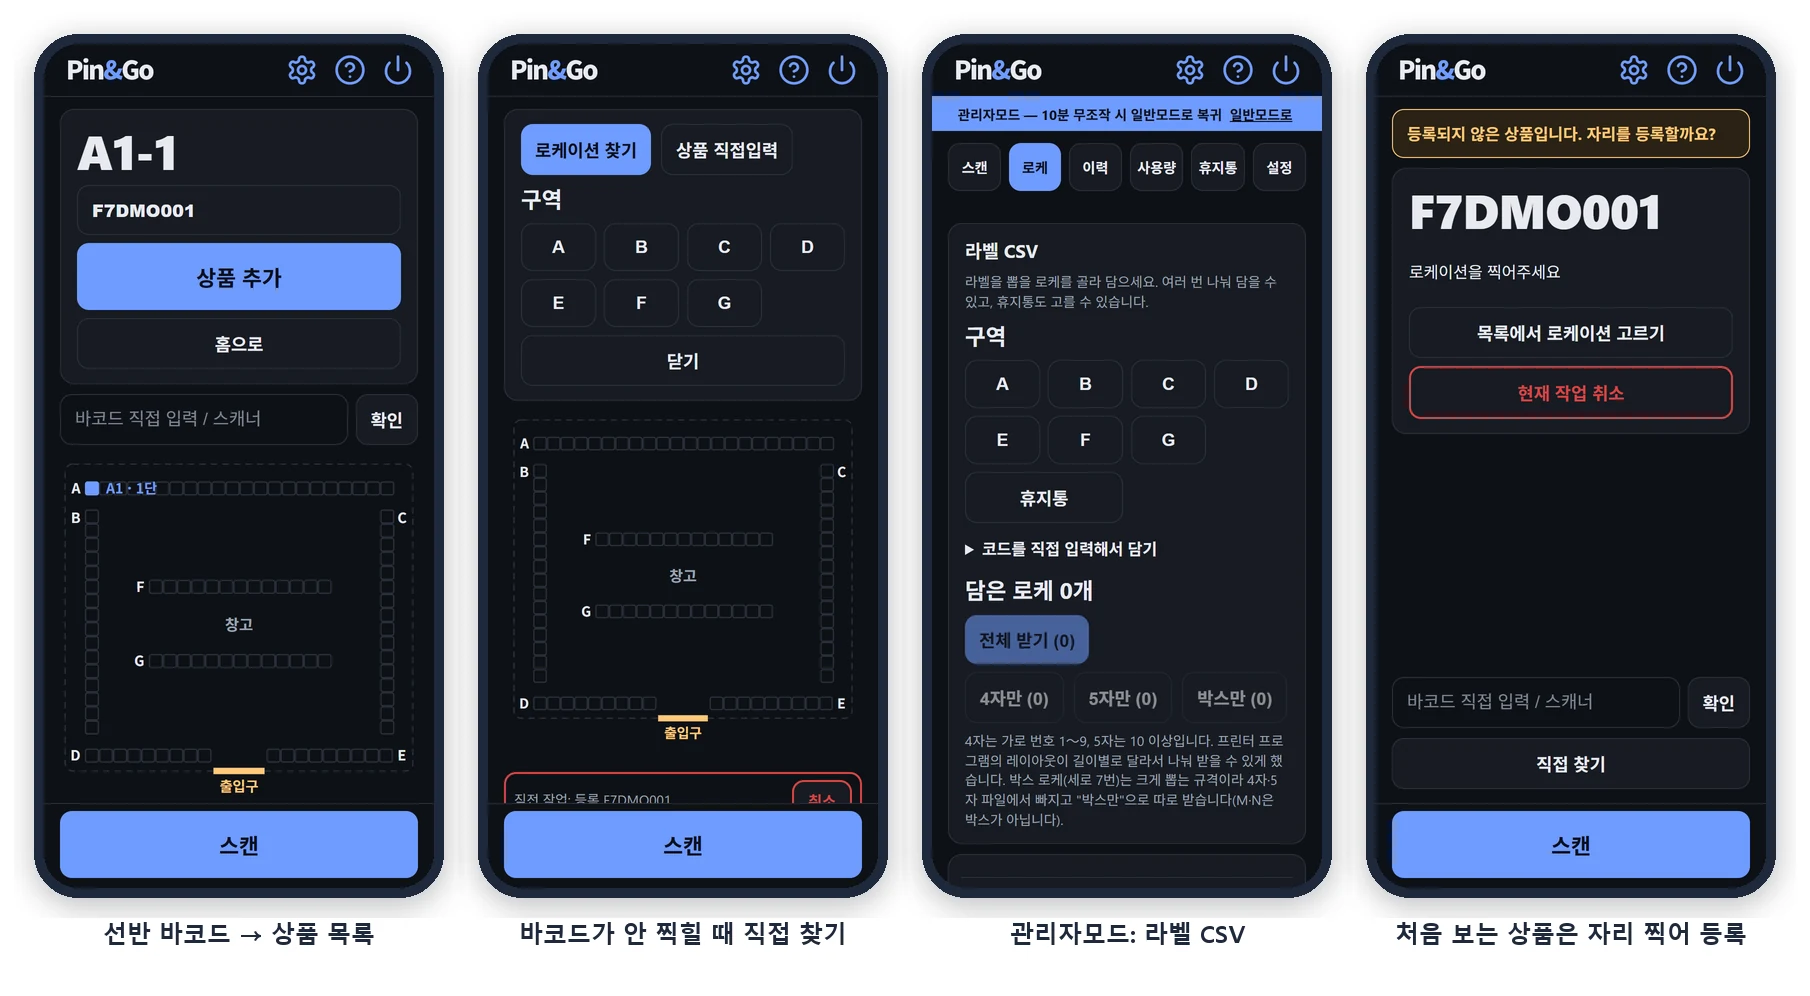 Pin&Go
A1-1
F7DMO001
상품 추가
홈으로
바코드 직접 입력 / 스캐너
확인
A
A1 · 1단
B
C
F
창고
G
D
E
출입구
스캔
선반 바코드 → 상품 목록
Pin&Go
로케이션 찾기
상품 직접입력
구역
A B C D
E F G
닫기
A
B
C
F
창고
G
D
E
출입구
직접 작업: 등록 F7DMO001
취소
스캔
바코드가 안 찍힐 때 직접 찾기
Pin&Go
관리자모드 — 10분 무조작 시 일반모드로 복귀 일반모드로
스캔 로케 이력 사용량 휴지통 설정
라벨 CSV
라벨을 뽑을 로케를 골라 담으세요. 여러 번 나눠 담을 수
있고, 휴지통도 고를 수 있습니다.
구역
A B C D
E F G
휴지통
▶ 코드를 직접 입력해서 담기
담은 로케 0개
전체 받기 (0)
4자만 (0) 5자만 (0) 박스만 (0)
4자는 가로 번호 1～9, 5자는 10 이상입니다. 프린터 프로
그램의 레이아웃이 길이별로 달라서 나눠 받을 수 있게 했
습니다. 박스 로케(세로 7번)는 크게 뽑는 규격이라 4자·5
자 파일에서 빠지고 "박스만"으로 따로 받습니다(M·N은
박스가 아닙니다).
관리자모드: 라벨 CSV
Pin&Go
등록되지 않은 상품입니다. 자리를 등록할까요?
F7DMO001
로케이션을 찍어주세요
목록에서 로케이션 고르기
현재 작업 취소
바코드 직접 입력 / 스캐너
확인
직접 찾기
스캔
처음 보는 상품은 자리 찍어 등록